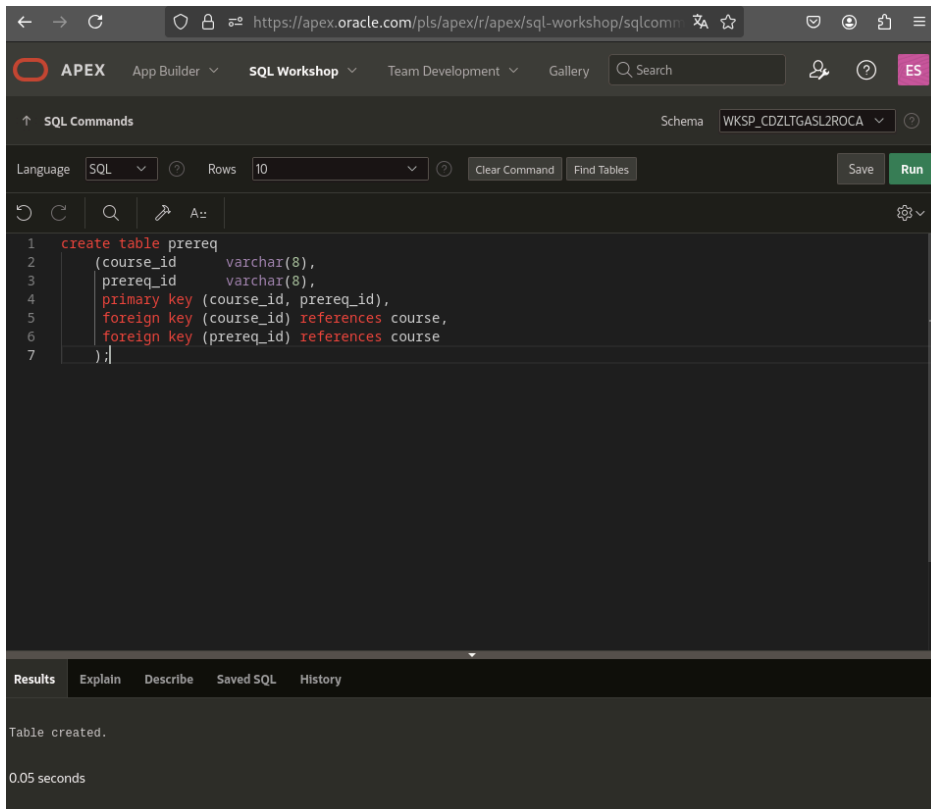 https://apex.oracle.com/pls/apex/r/apex/sql-workshop/sqlcomm
APEX App Builder SQL Workshop Team Development Gallery Search ES
SQL Commands Schema WKSP_CDZLTGASL2ROCA
Language SQL Rows 10 Clear Command Find Tables Save Run
1 create table prereq
2 (course_id varchar(8),
3 prereq_id varchar(8),
4 primary key (course_id, prereq_id),
5 foreign key (course_id) references course,
6 foreign key (prereq_id) references course
7 );
Results Explain Describe Saved SQL History
Table created.
0.05 seconds